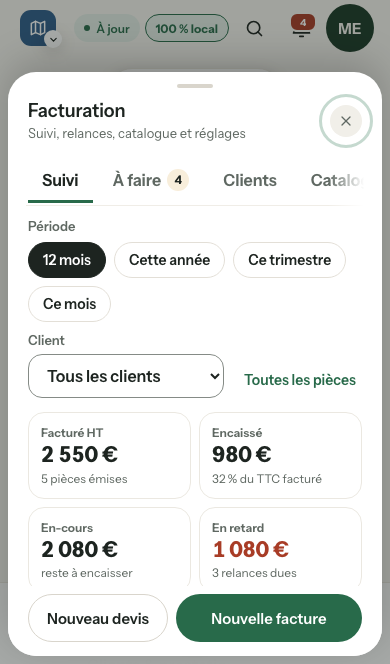 À jour
100 % local
4
ME
Facturation
Suivi, relances, catalogue et réglages
Suivi
À faire 4
Clients
Catalo
Période
12 mois
Cette année
Ce trimestre
Ce mois
Client
Tous les clients
Toutes les pièces
Facturé HT
2 550 €
5 pièces émises
Encaissé
980 €
32 % du TTC facturé
En-cours
2 080 €
reste à encaisser
En retard
1 080 €
3 relances dues
Nouveau devis
Nouvelle facture